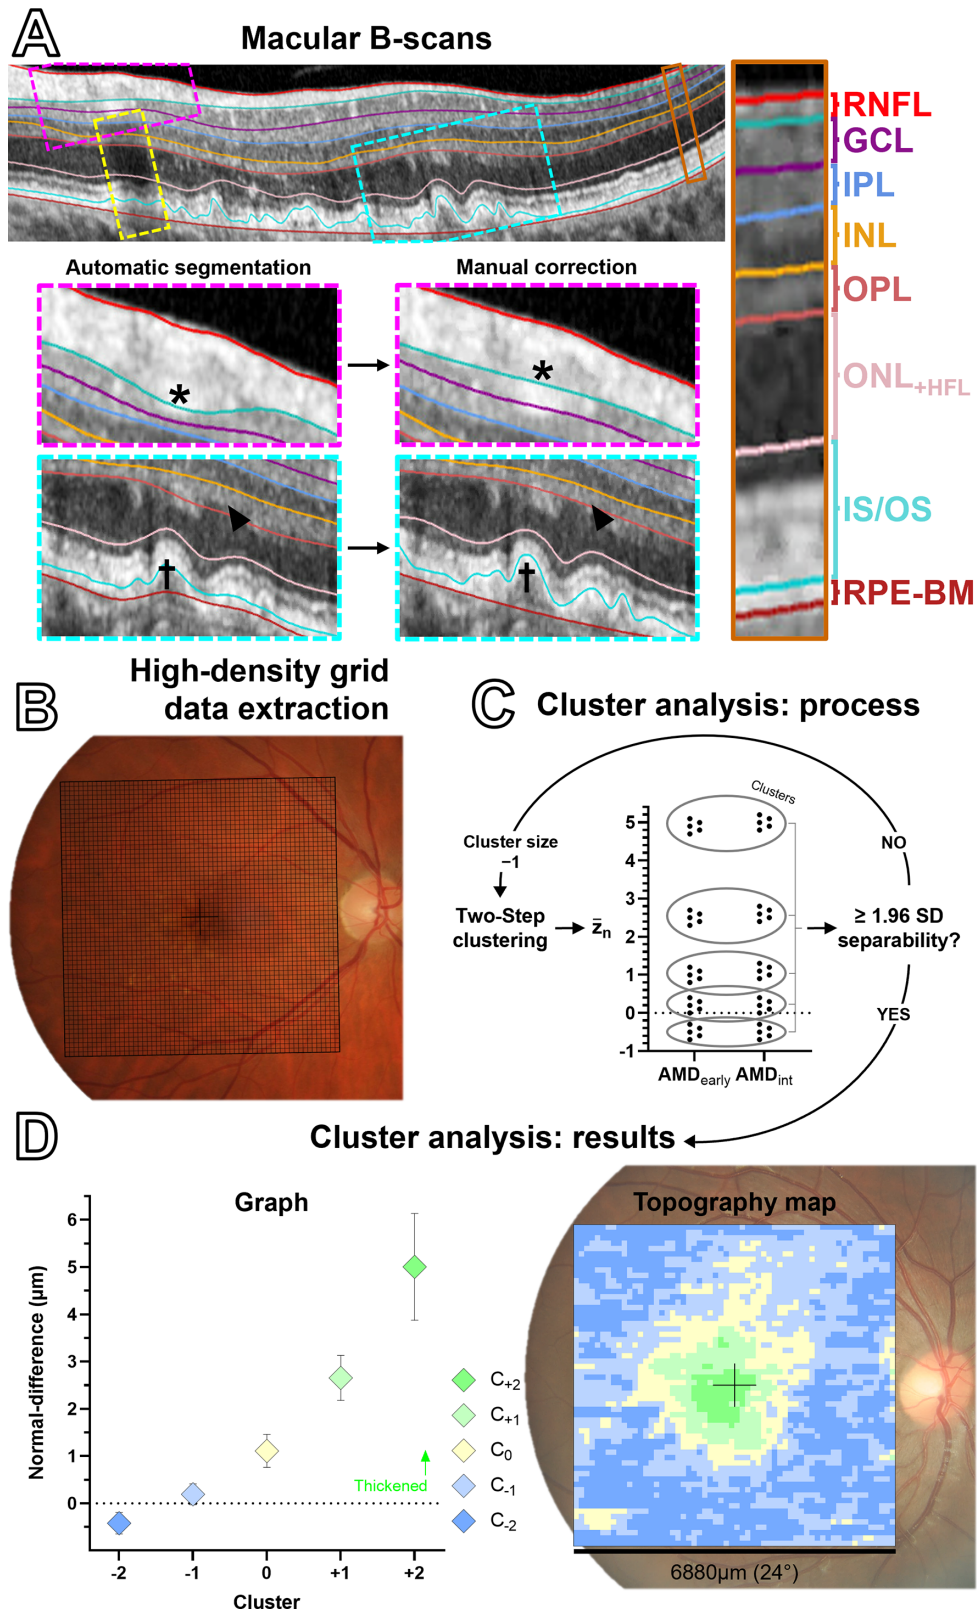 A
Macular B-scans
RNFL
GCL
IPL
INL
OPL
ONL+HFL
IS/OS
RPE-BM
Automatic segmentation
Manual correction
*
*
†
†
B
High-density grid
data extraction
C
Cluster analysis: process
Cluster size
−1
Two-Step
clustering
z̄n
Clusters
5
4
3
2
1
0
-1
AMDearly
AMDint
NO
≥ 1.96 SD
separability?
YES
D
Cluster analysis: results
Graph
Normal-difference (µm)
6
5
4
3
2
1
0
-2
-1
0
+1
+2
Cluster
Thickened
C+2
C+1
C0
C-1
C-2
Topography map
6880µm (24°)